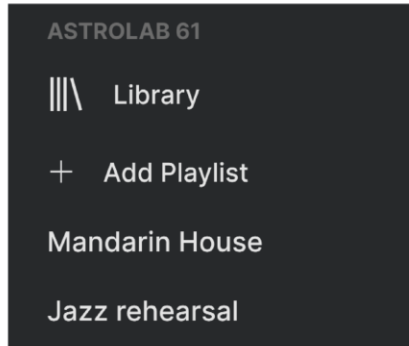 ASTROLAB 61
Library
Add Playlist
Mandarin House
Jazz rehearsal